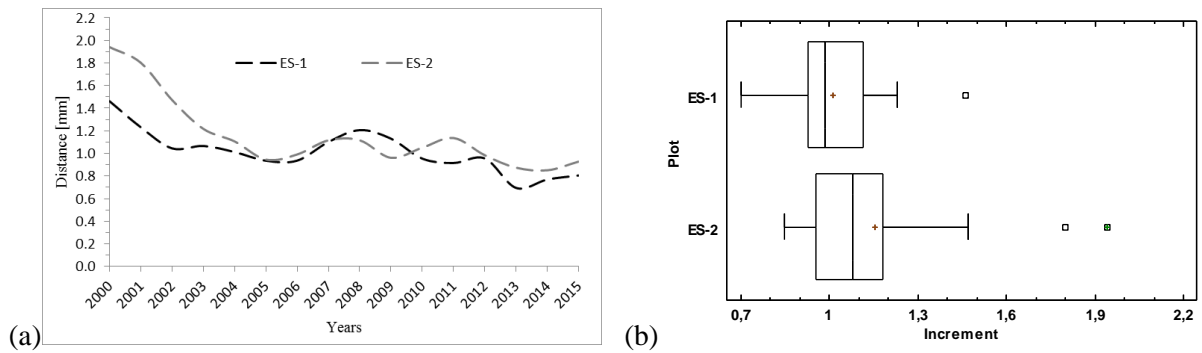 2.2
2.0
1.8
1.6
1.4
1.2
1.0
0.8
0.6
0.4
0.2
0.0
Distance [mm]
ES-1 ES-2
2000 2001 2002 2003 2004 2005 2006 2007 2008 2009 2010 2011 2012 2013 2014 2015
Years
(a)
Plot
ES-1
ES-2
0,7 1 1,3 1,6 1,9 2,2
Increment
(b)